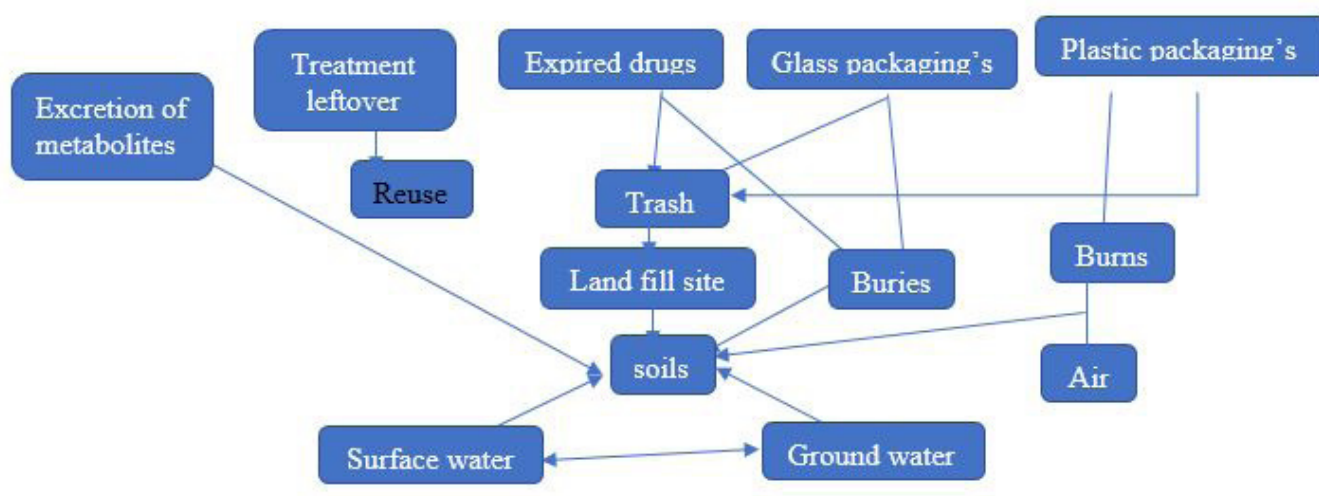 Expired drugs
Glass packaging's
Plastic packaging's
Treatment
leftover
Excretion of
metabolites
Reuse
Trash
Burns
Land fill site
Buries
soils
Air
Surface water
Ground water